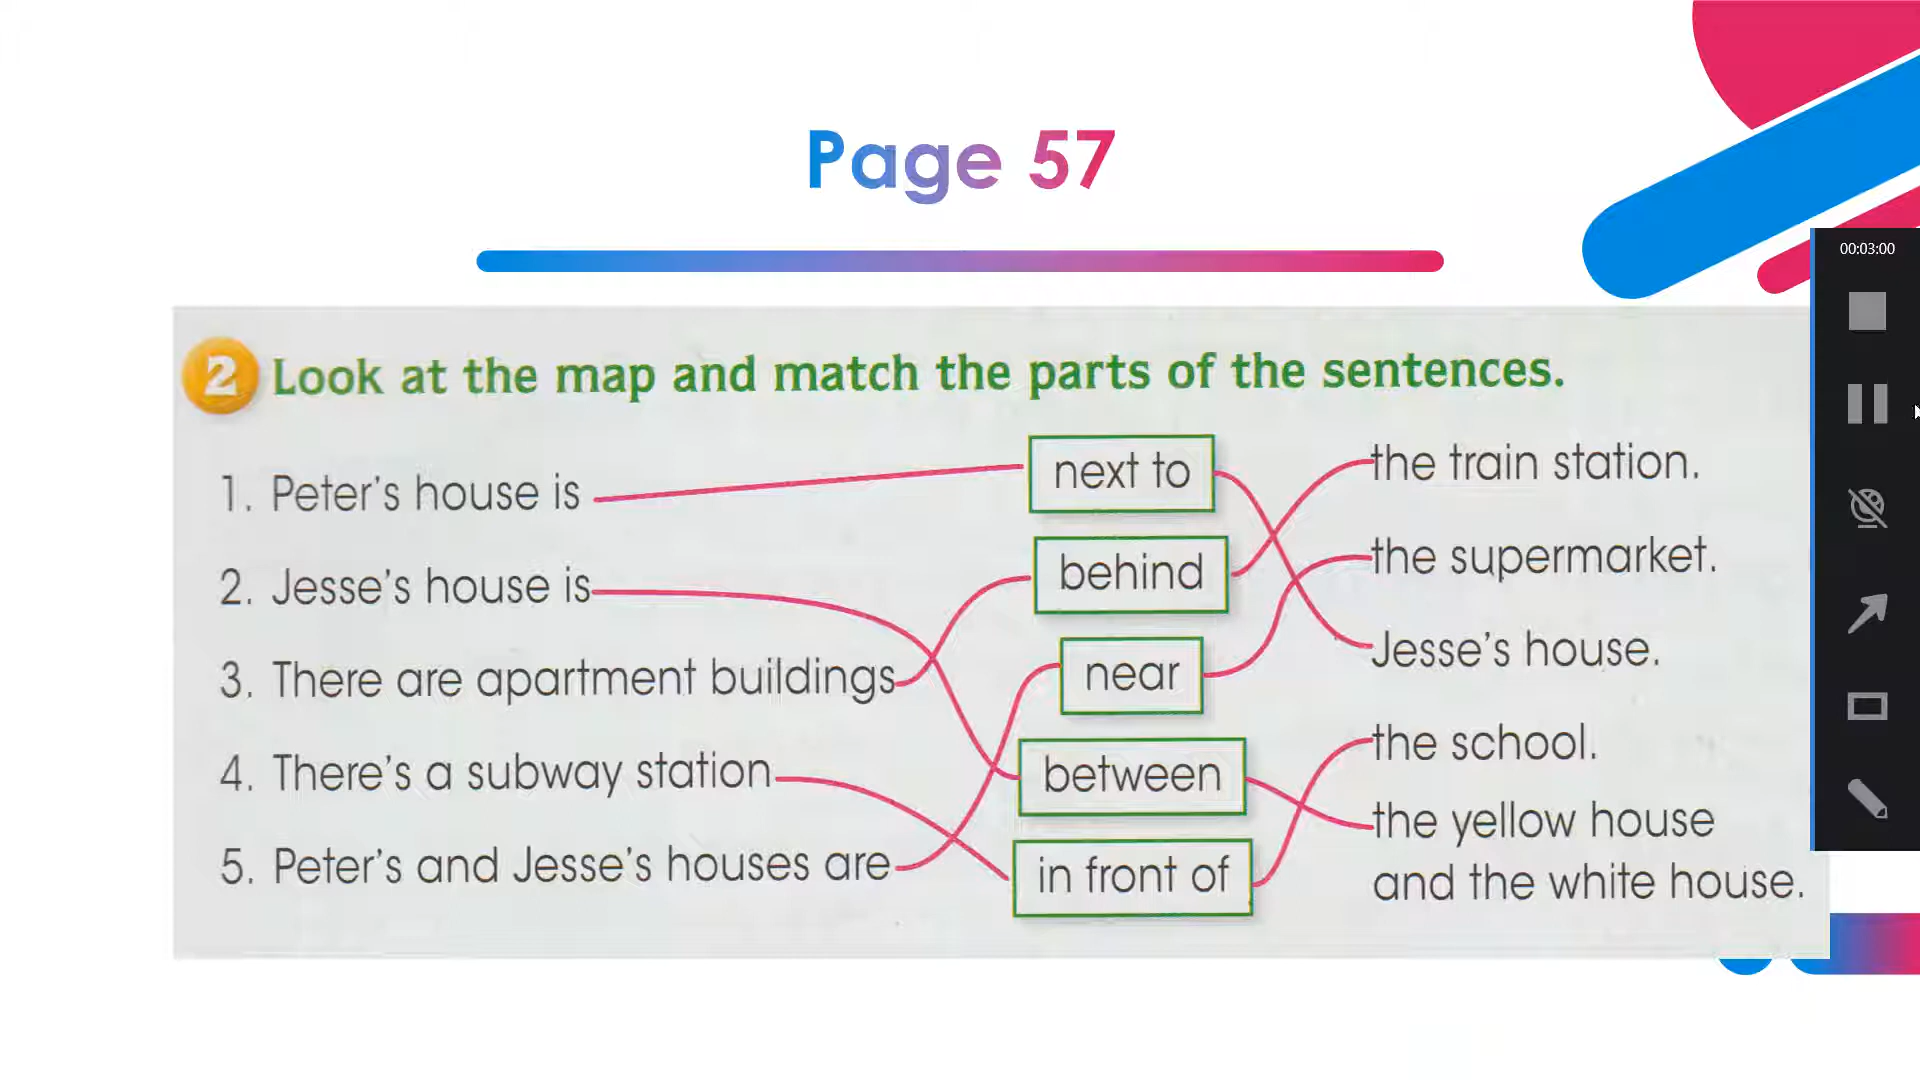 Page 57
00:03:00
2 Look at the map and match the parts of the sentences.
1. Peter's house is
2. Jesse's house is
3. There are apartment buildings
4. There's a subway station
5. Peter's and Jesse's houses are
next to
behind
near
between
in front of
the train station.
the supermarket.
Jesse's house.
the school.
the yellow house
and the white house.